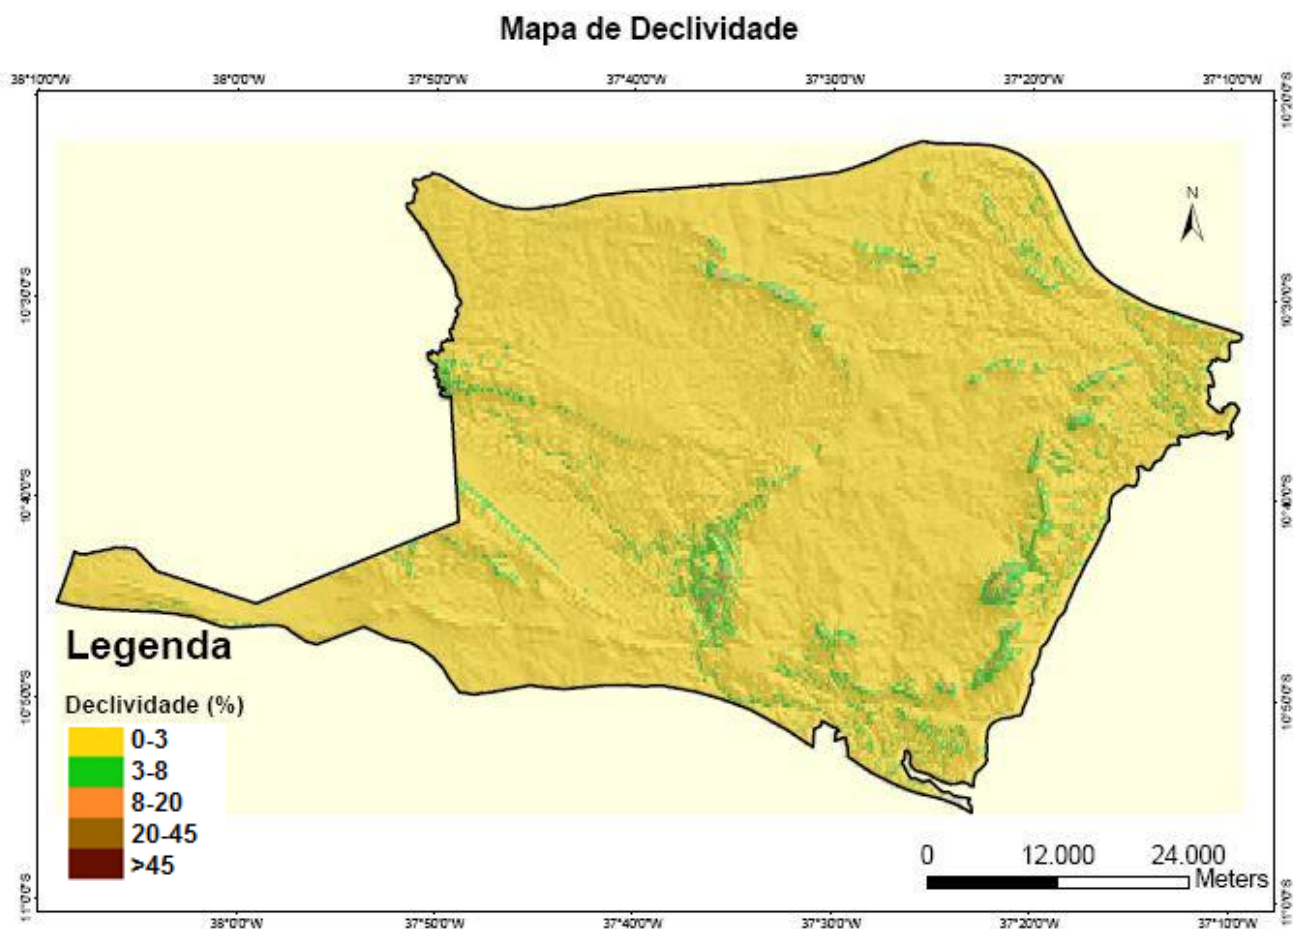 Mapa de Declividade
38°10'0"W 38°0'0"W 37°50'0"W 37°40'0"W 37°30'0"W 37°20'0"W 37°10'0"W
10°20'0"S
N
10°30'0"S 10°30'0"S
10°40'0"S 10°40'0"S
10°50'0"S 10°50'0"S
Legenda
Declividade (%)
0-3
3-8
8-20
20-45
>45
0 12.000 24.000
Meters
11°0'0"S 11°0'0"S
38°0'0"W 37°50'0"W 37°40'0"W 37°30'0"W 37°20'0"W 37°10'0"W